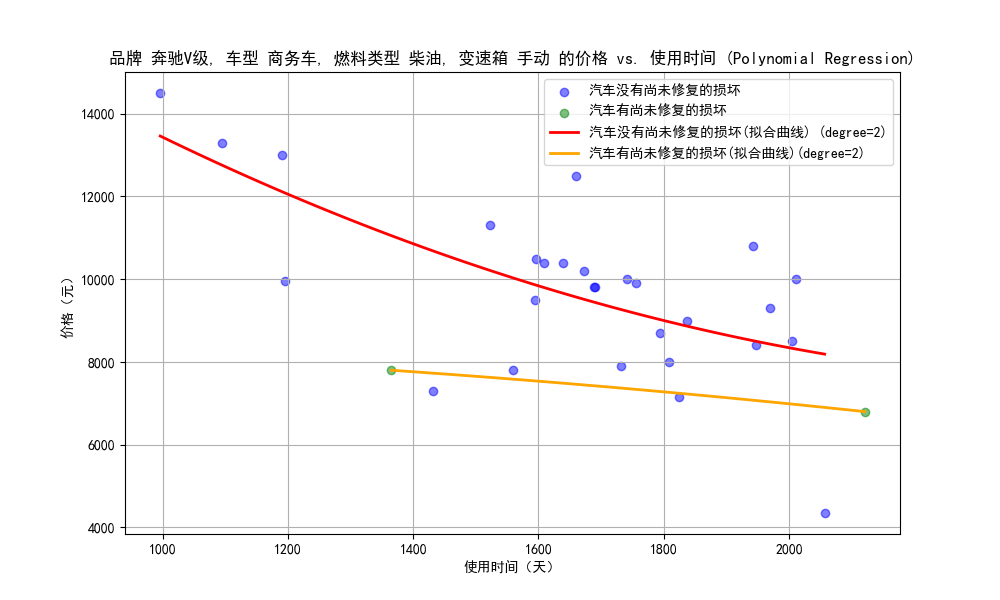 品牌 奔驰V级, 车型 商务车, 燃料类型 柴油, 变速箱 手动 的价格 vs. 使用时间 (Polynomial Regression)
汽车没有尚未修复的损坏
汽车有尚未修复的损坏
汽车没有尚未修复的损坏(拟合曲线) (degree=2)
汽车有尚未修复的损坏(拟合曲线)(degree=2)
价格（元）
14000
12000
10000
8000
6000
4000
1000 1200 1400 1600 1800 2000
使用时间（天）